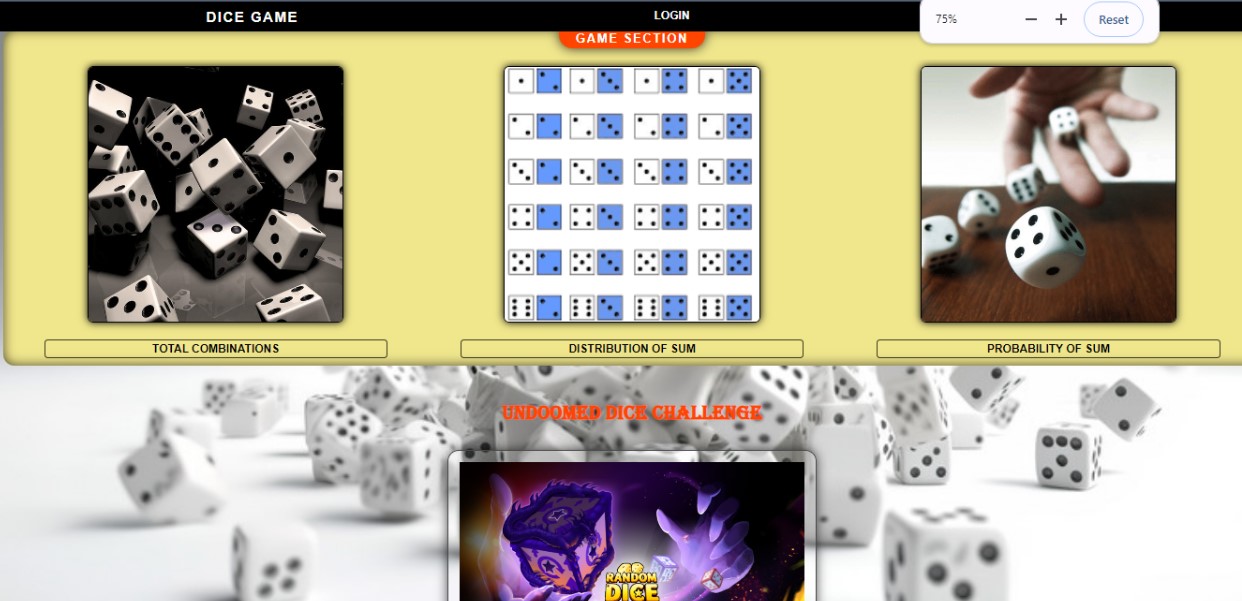 DICE GAME
LOGIN
75%
Reset
GAME SECTION
TOTAL COMBINATIONS
DISTRIBUTION OF SUM
PROBABILITY OF SUM
UNDOOMED DICE CHALLENGE
RANDOM
DICE